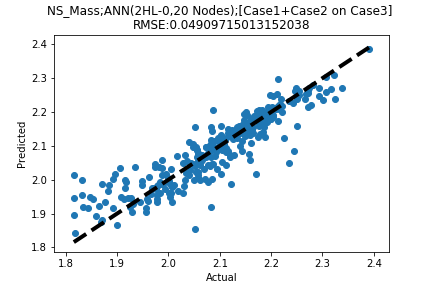 NS_Mass;ANN(2HL-0,20 Nodes);[Case1+Case2 on Case3]
RMSE:0.04909715013152038
2.4
2.3
2.2
2.1
2.0
1.9
1.8
Predicted
1.8 1.9 2.0 2.1 2.2 2.3 2.4
Actual